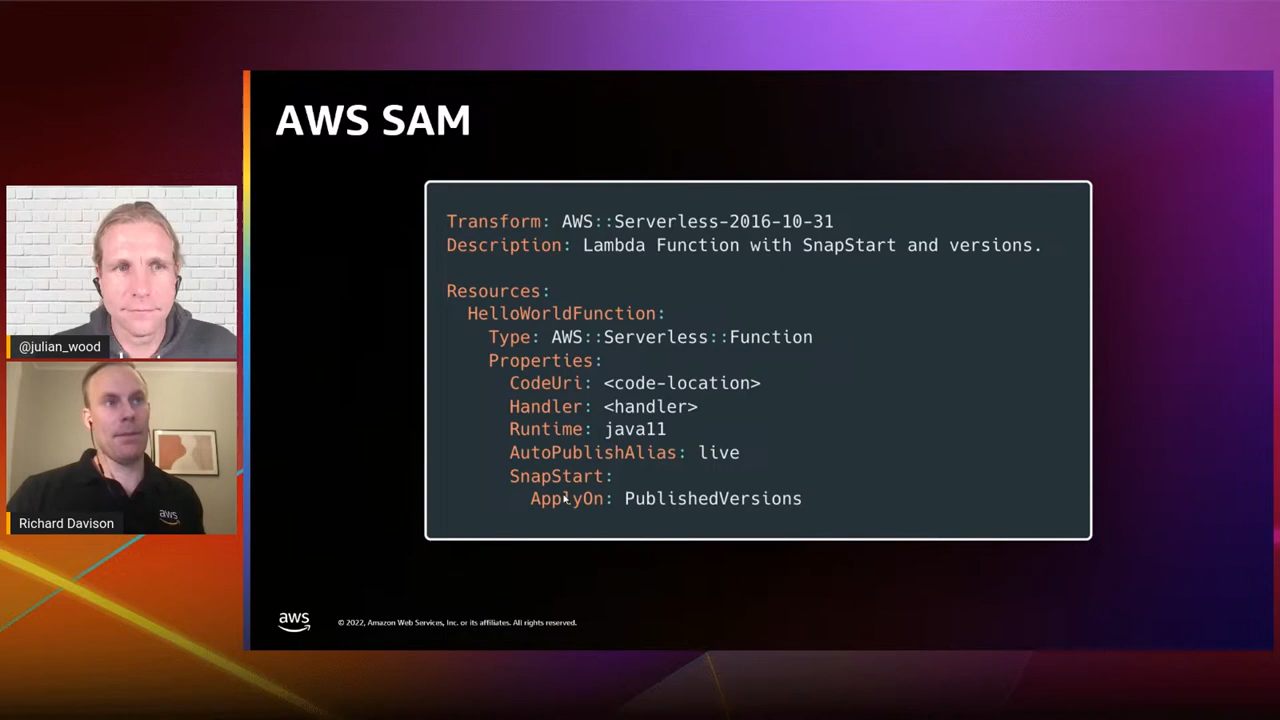 AWS SAM
Transform: AWS::Serverless-2016-10-31
Description: Lambda Function with SnapStart and versions.
Resources:
HelloWorldFunction:
Type: AWS::Serverless::Function
Properties:
CodeUri: <code-location>
Handler: <handler>
Runtime: java11
AutoPublishAlias: live
SnapStart:
ApplyOn: PublishedVersions
@julian_wood
aws
Richard Davison
aws
© 2022, Amazon Web Services, Inc. or its affiliates. All rights reserved.